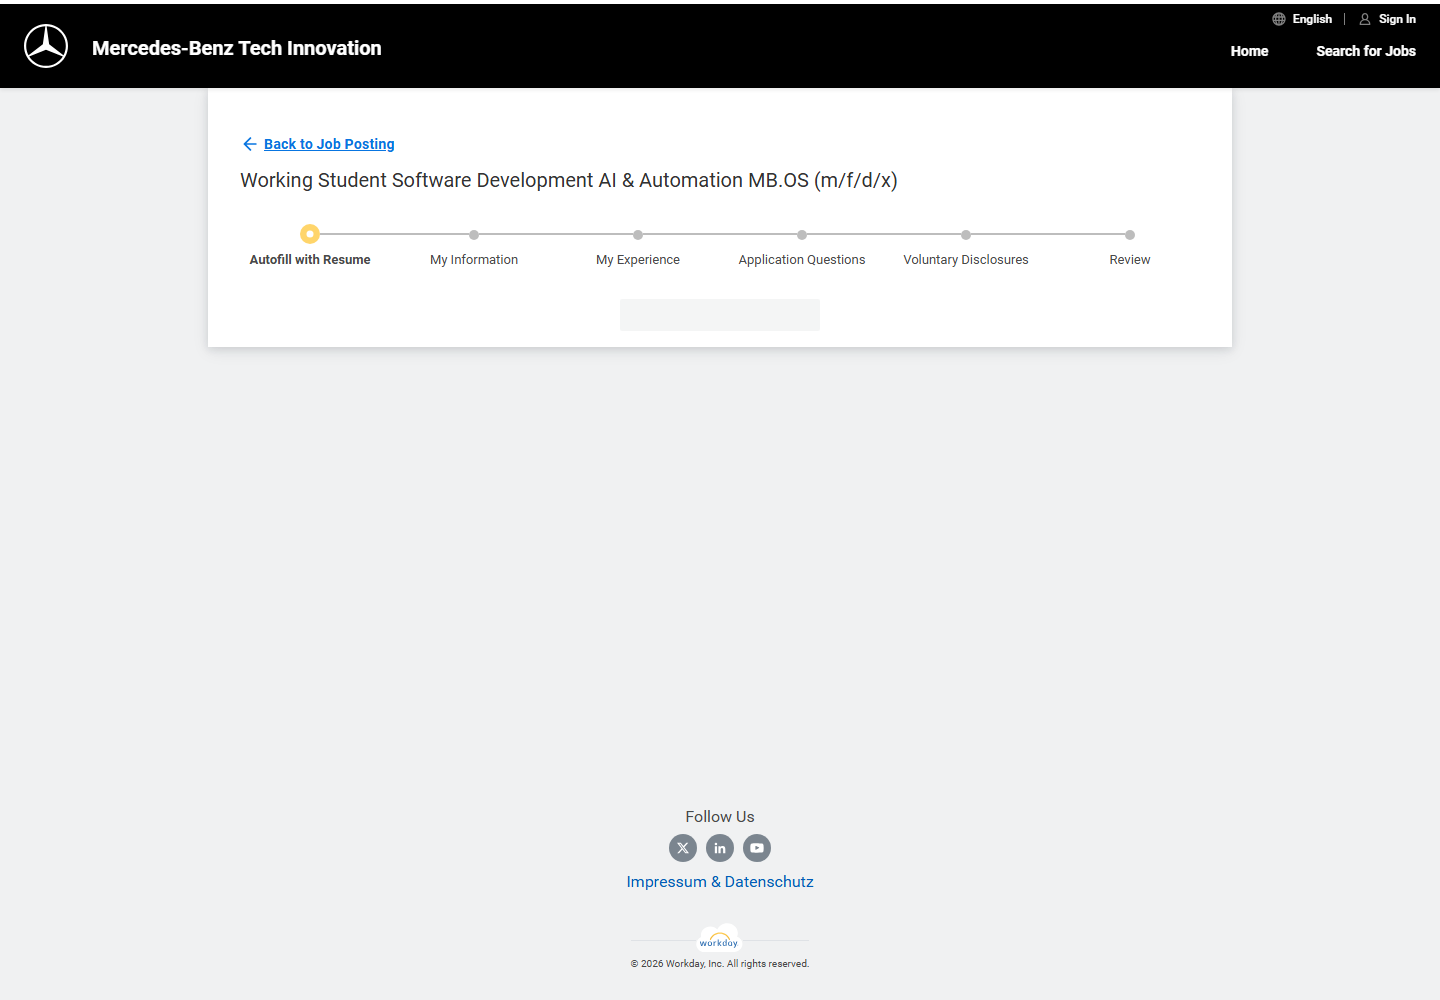 English
Sign In
Mercedes-Benz Tech Innovation
Home
Search for Jobs
Back to Job Posting
Working Student Software Development AI & Automation MB.OS (m/f/d/x)
Autofill with Resume
My Information
My Experience
Application Questions
Voluntary Disclosures
Review
Follow Us
Impressum & Datenschutz
workday
© 2026 Workday, Inc. All rights reserved.